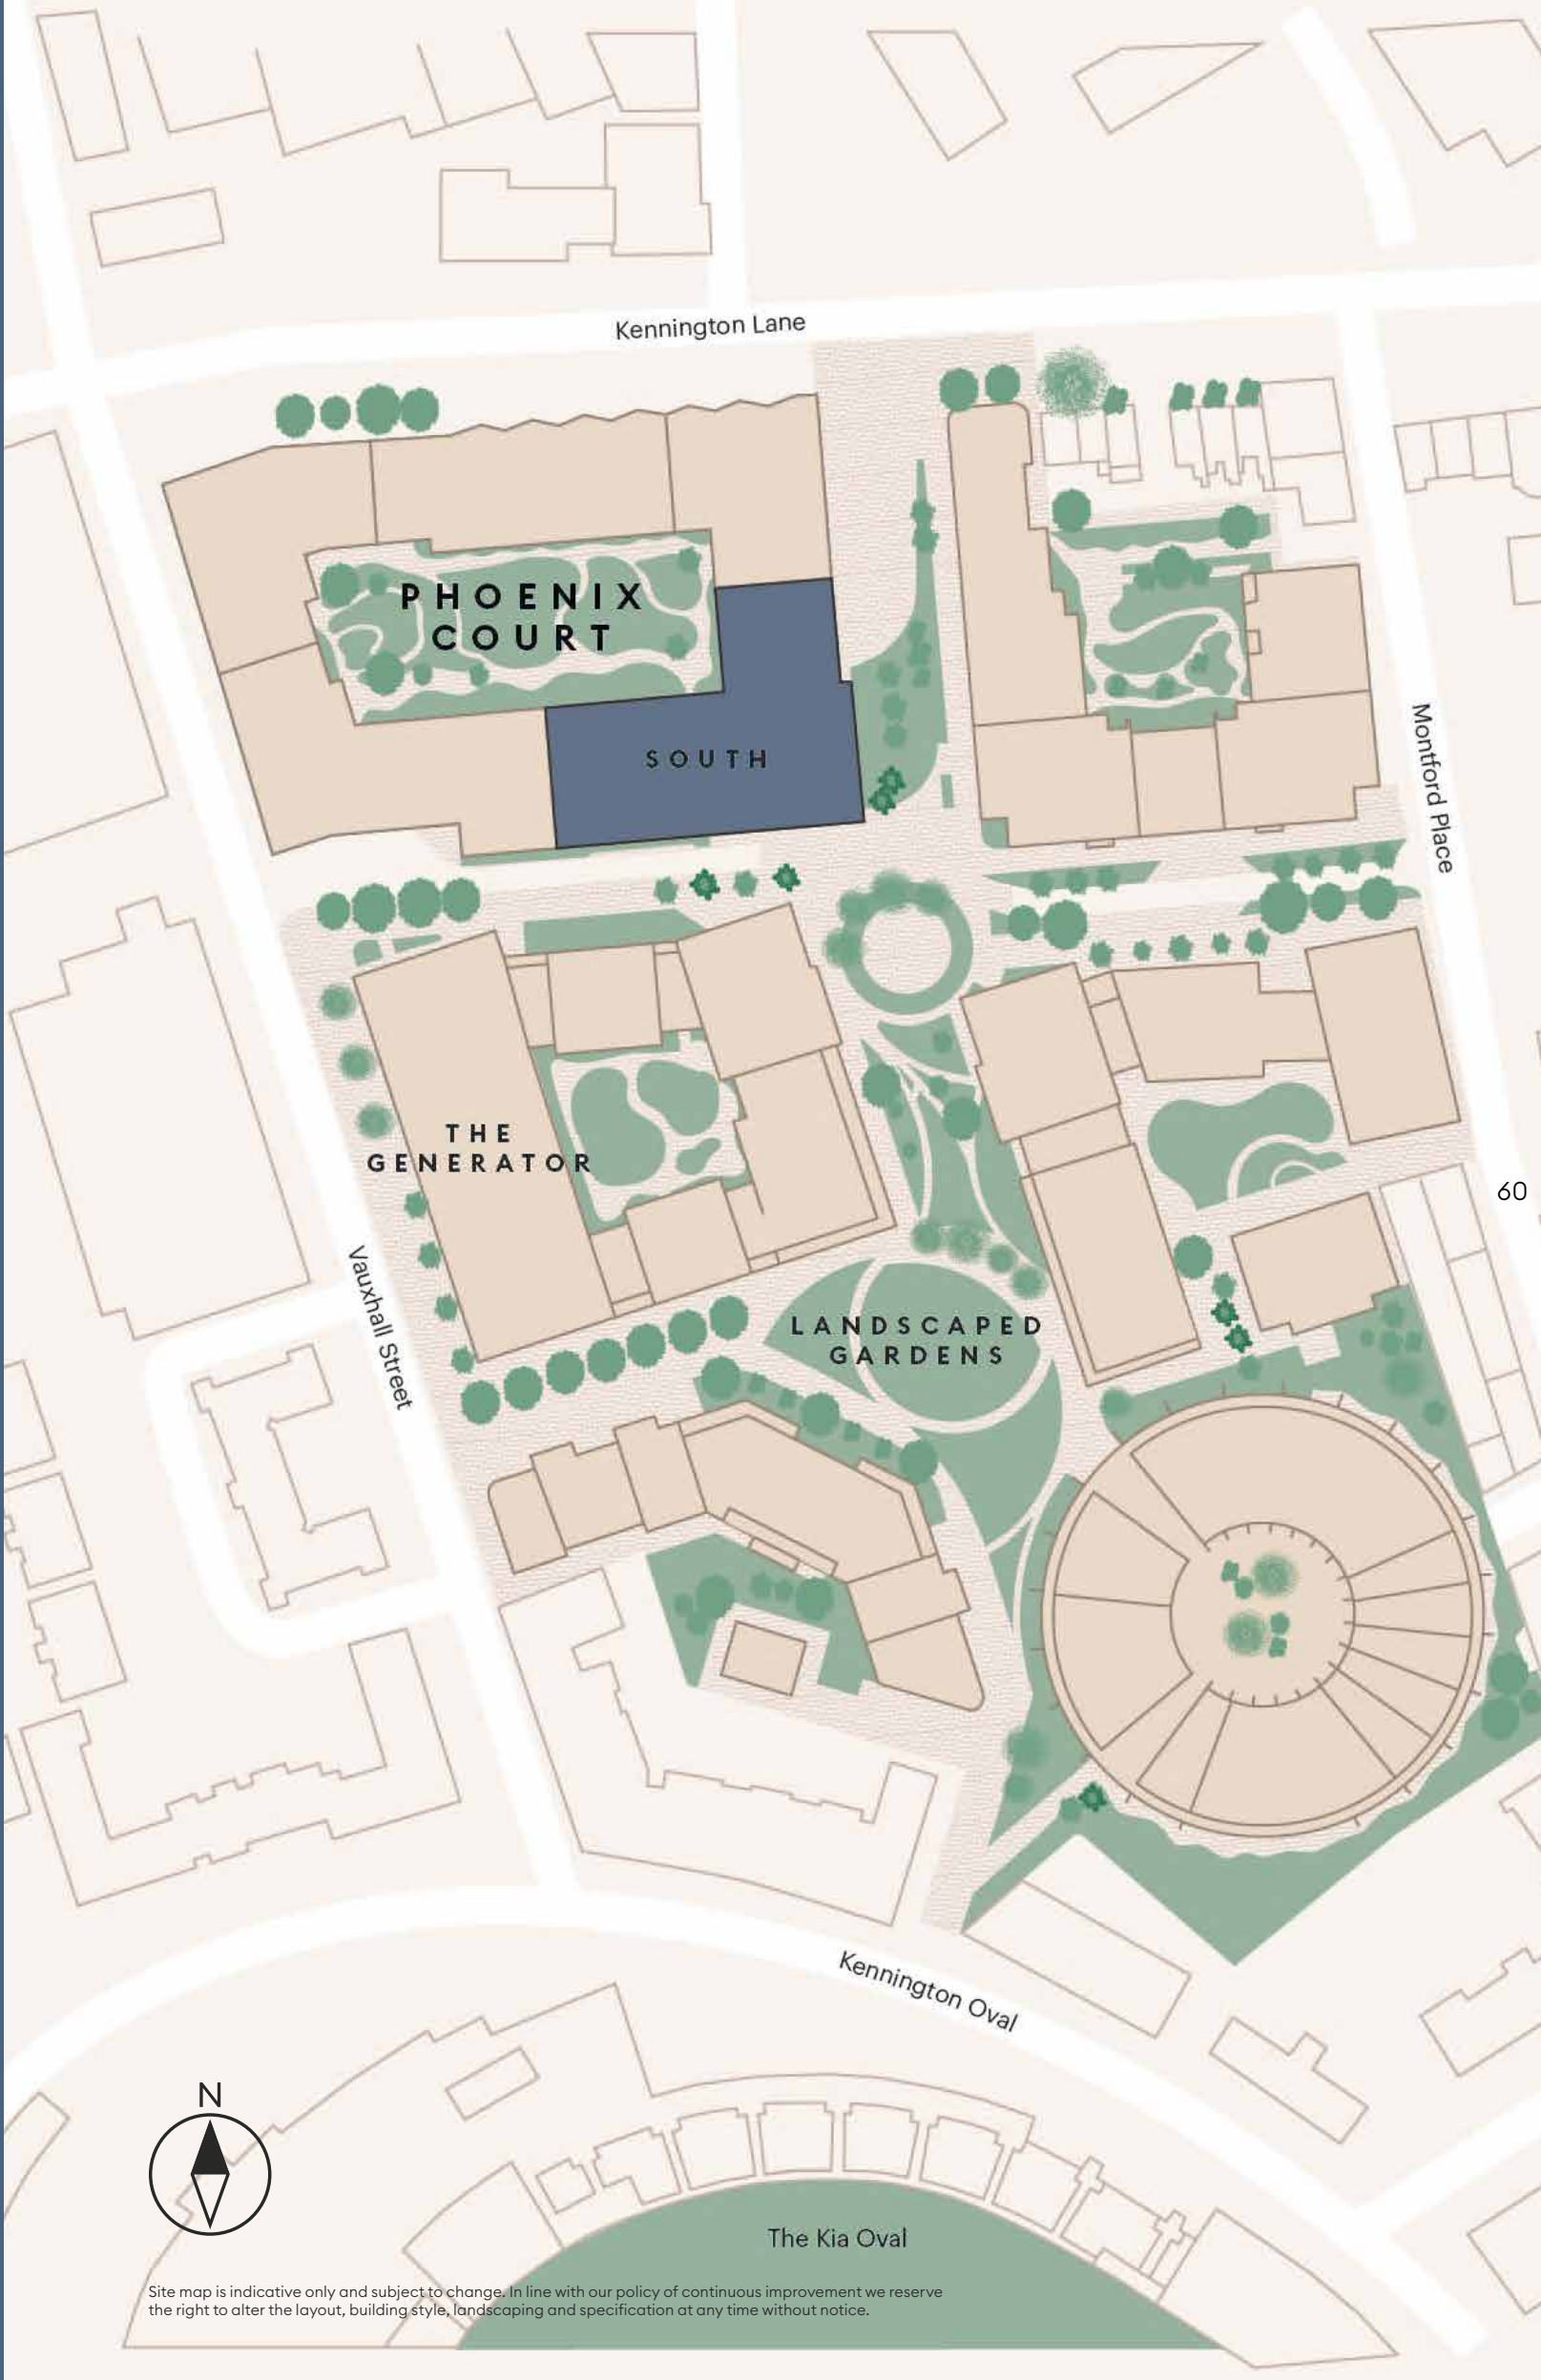 Kennington Lane
PHOENIX
COURT
SOUTH
Montford Place
THE
GENERATOR
60
Vauxhall Street
LANDSCAPED
GARDENS
Kennington Oval
N
The Kia Oval
Site map is indicative only and subject to change. In line with our policy of continuous improvement we reserve
the right to alter the layout, building style, landscaping and specification at any time without notice.